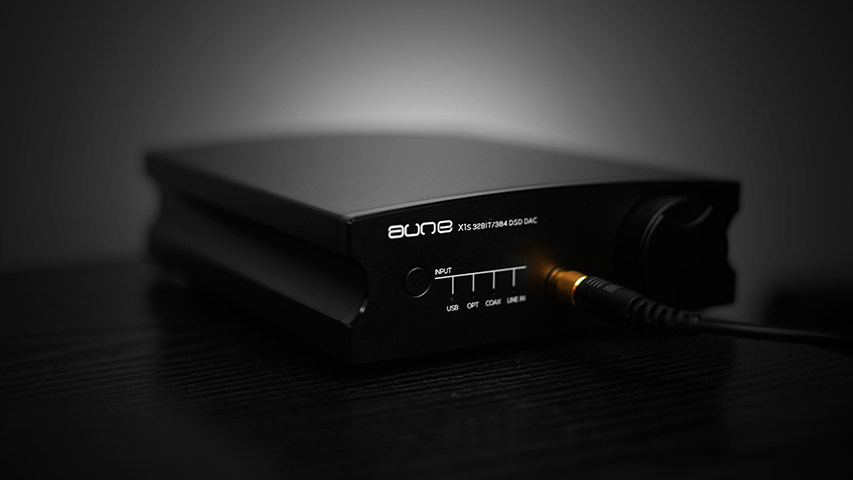 aune X1S 32BIT/384 DSD DAC
INPUT
USB OPT COAX LINE IN